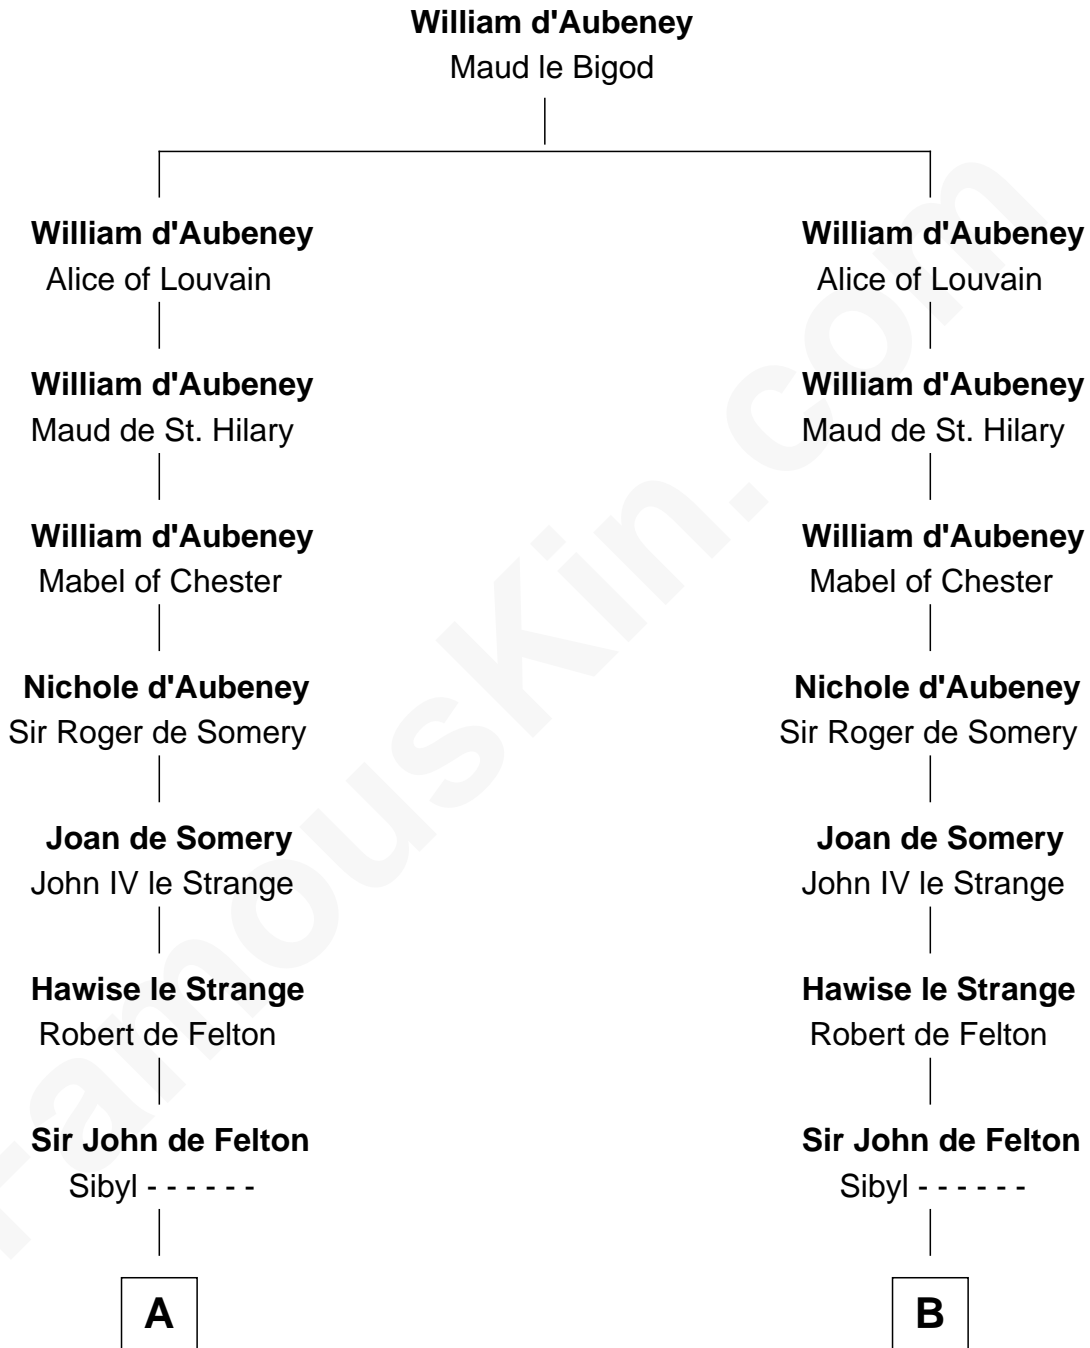 William d'Aubeney
Maud le Bigod
William d'Aubeney
Alice of Louvain
William d'Aubeney
Maud de St. Hilary
William d'Aubeney
Mabel of Chester
Nichole d'Aubeney
Sir Roger de Somery
Joan de Somery
John IV le Strange
Hawise le Strange
Robert de Felton
Sir John de Felton
Sibyl - - - - - -
A
William d'Aubeney
Alice of Louvain
William d'Aubeney
Maud de St. Hilary
William d'Aubeney
Mabel of Chester
Nichole d'Aubeney
Sir Roger de Somery
Joan de Somery
John IV le Strange
Hawise le Strange
Robert de Felton
Sir John de Felton
Sibyl - - - - - -
B
FamousKin.com